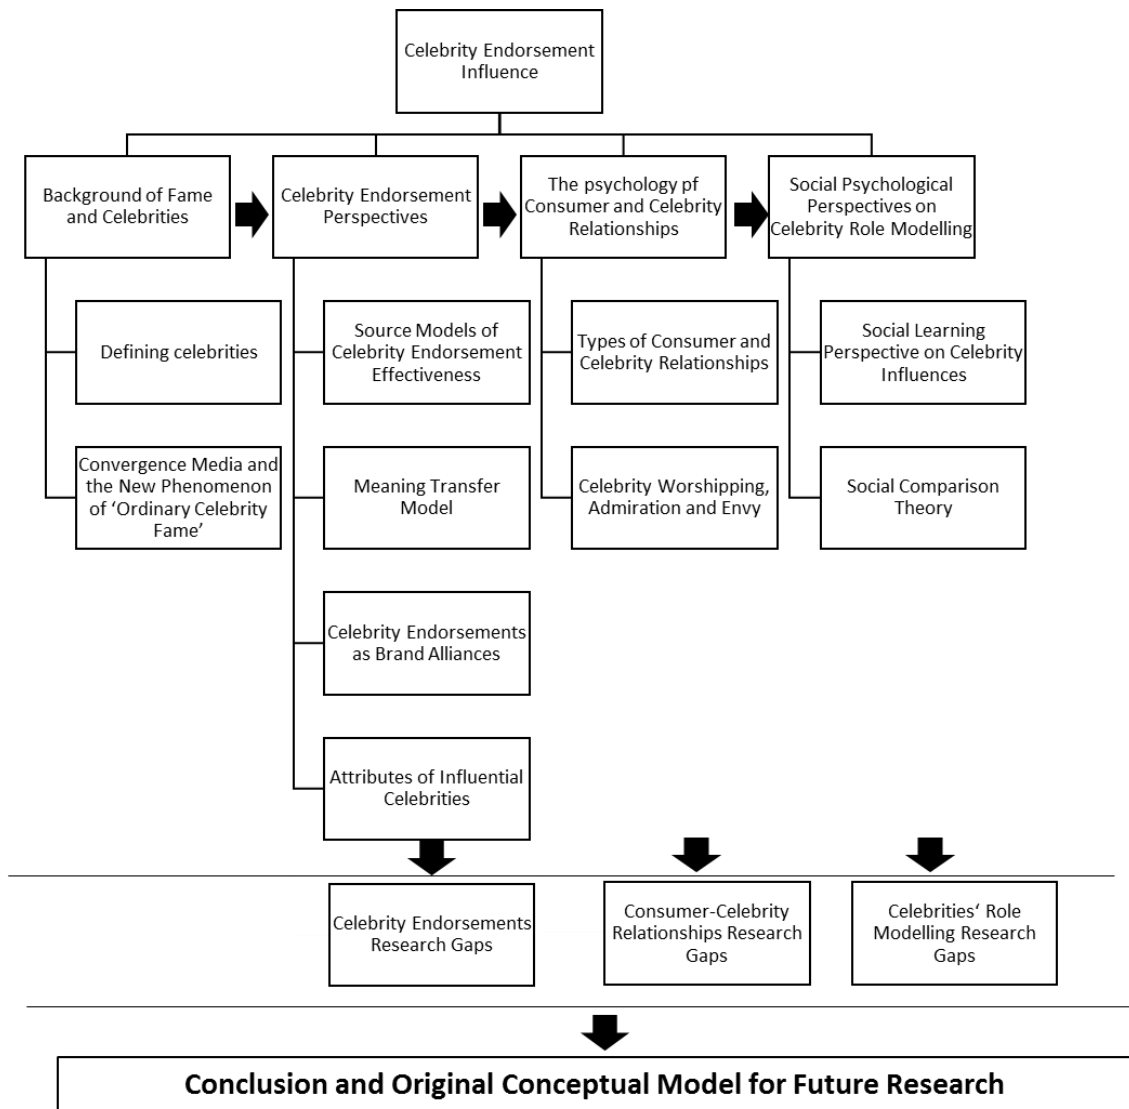 Celebrity Endorsement
Influence
Background of Fame
and Celebrities
Celebrity Endorsement
Perspectives
The psychology pf
Consumer and Celebrity
Relationships
Social Psychological
Perspectives on
Celebrity Role Modelling
Defining celebrities
Source Models of
Celebrity Endorsement
Effectiveness
Types of Consumer and
Celebrity Relationships
Social Learning
Perspective on Celebrity
Influences
Convergence Media and
the New Phenomenon
of ‘Ordinary Celebrity
Fame’
Meaning Transfer
Model
Celebrity Worshipping,
Admiration and Envy
Social Comparison
Theory
Celebrity Endorsements
as Brand Alliances
Attributes of Influential
Celebrities
Celebrity Endorsements
Research Gaps
Consumer-Celebrity
Relationships Research
Gaps
Celebrities‘ Role
Modelling Research
Gaps
Conclusion and Original Conceptual Model for Future Research